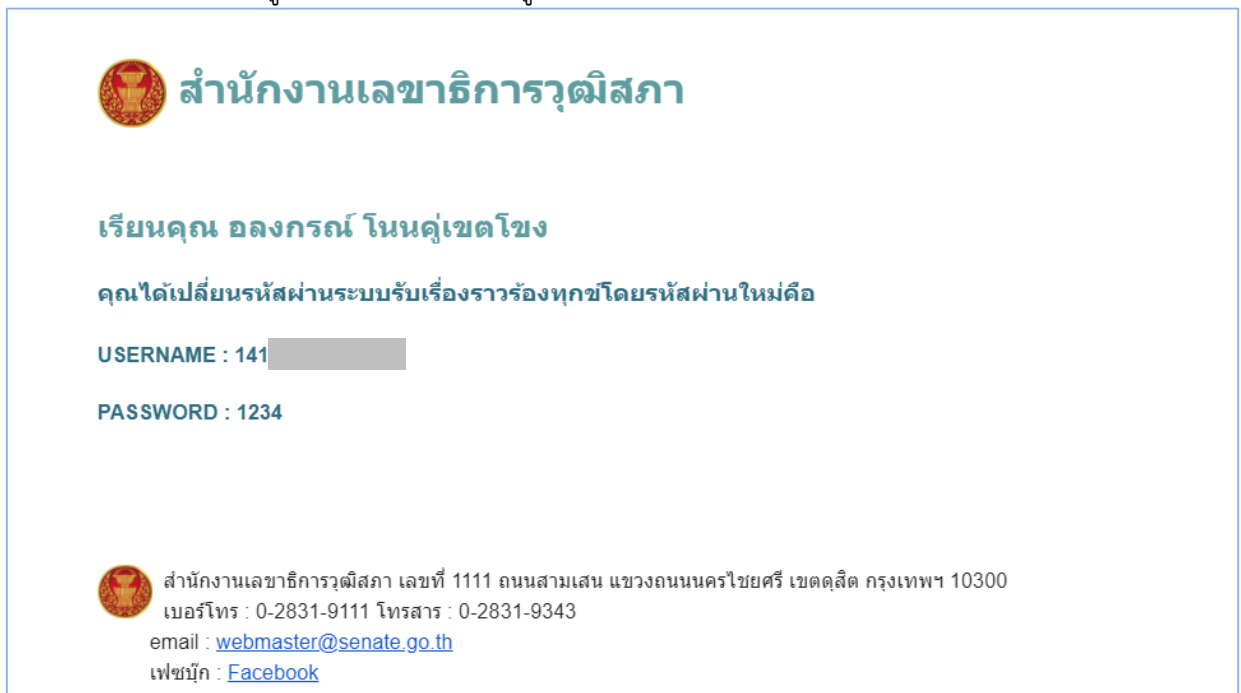 สำนักงานเลขาธิการวุฒิสภา
เรียนคุณ อลงกรณ์ โนนคู่เขตโขง
คุณได้เปลี่ยนรหัสผ่านระบบรับเรื่องราวร้องทุกข์โดยรหัสผ่านใหม่คือ
USERNAME : 141
PASSWORD : 1234
สำนักงานเลขาธิการวุฒิสภา เลขที่ 1111 ถนนสามเสน แขวงถนนนครไชยศรี เขตดุสิต กรุงเทพฯ 10300
เบอร์โทร : 0-2831-9111 โทรสาร : 0-2831-9343
email : webmaster@senate.go.th
เฟซบุ๊ก : Facebook